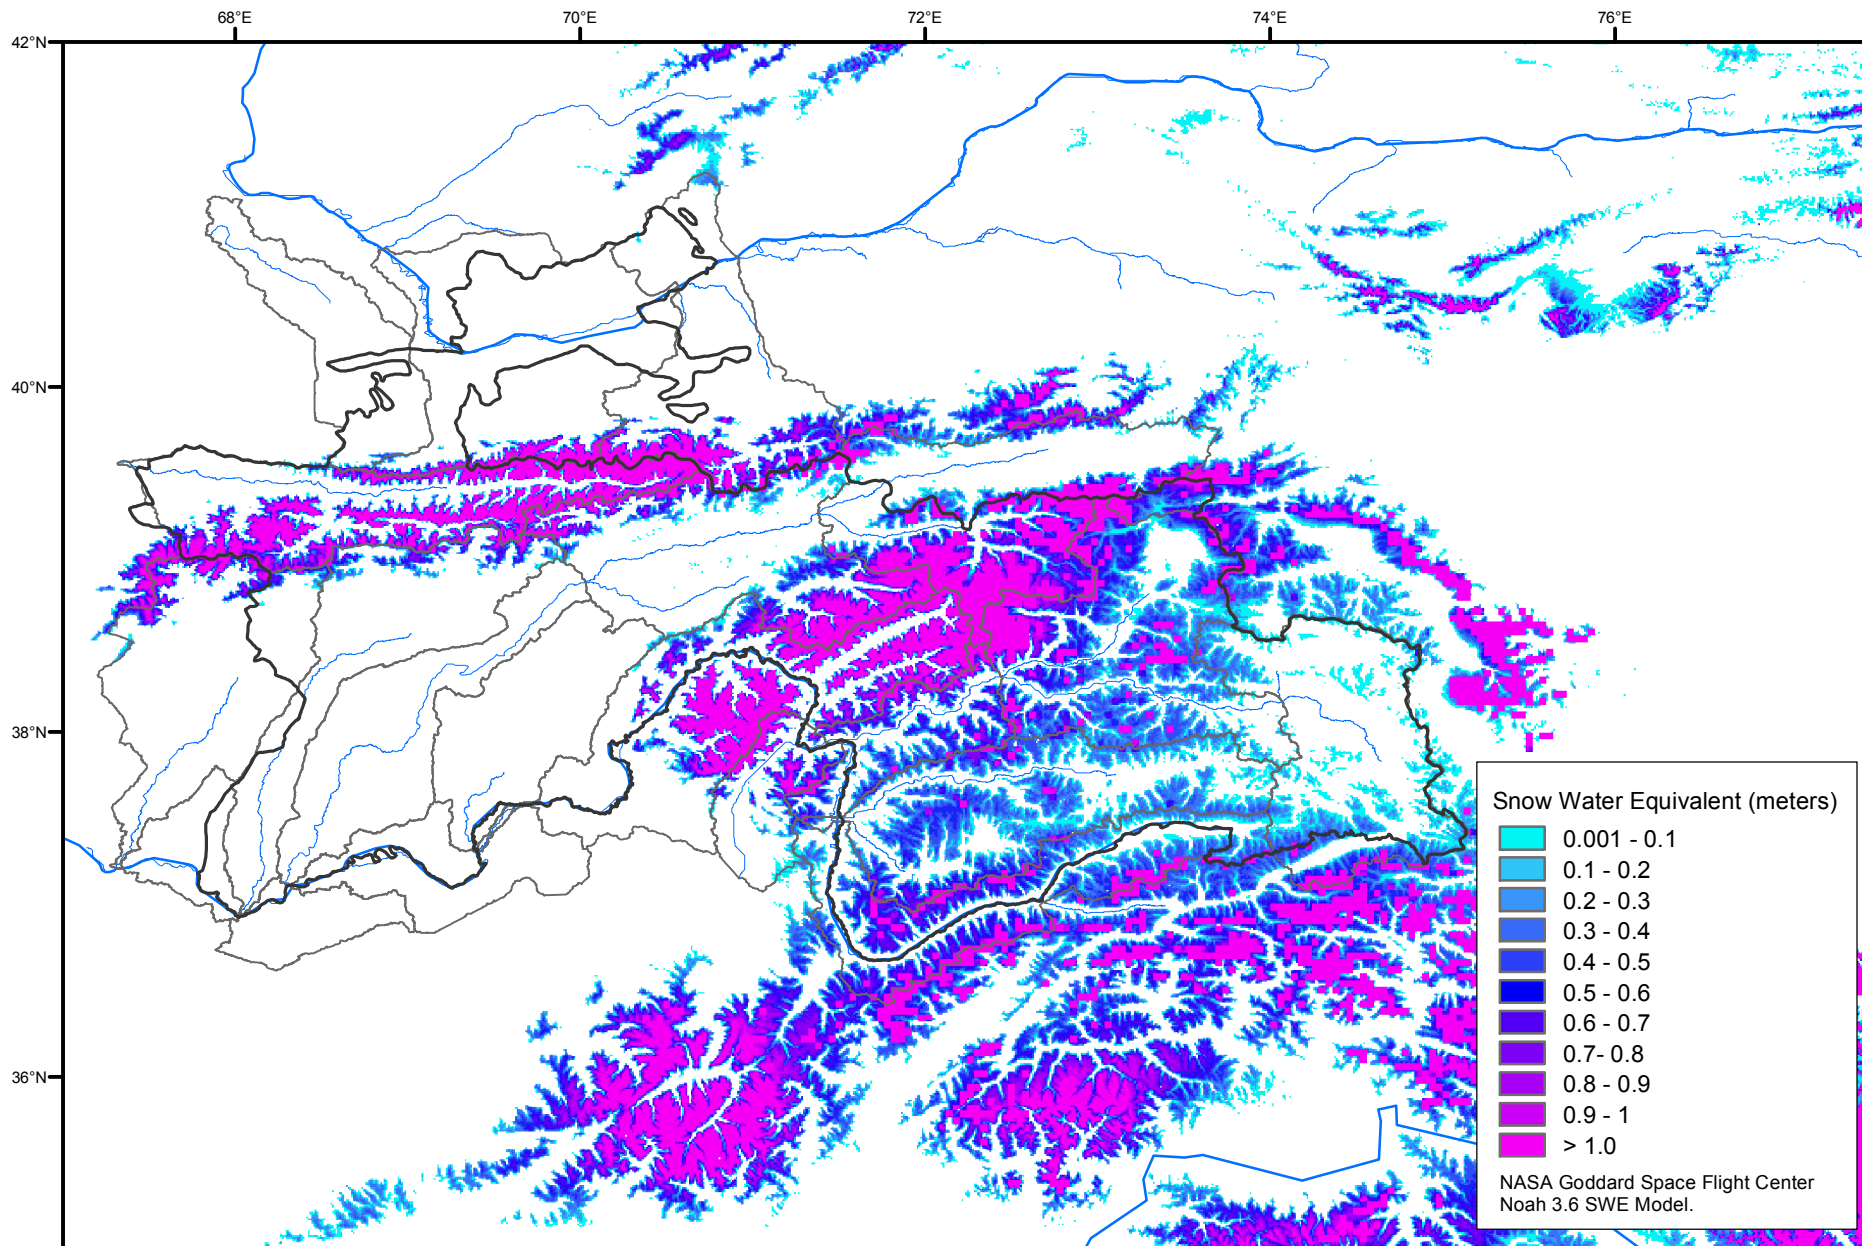 68°E
70°E
72°E
74°E
76°E
42°N
40°N
38°N
36°N
Snow Water Equivalent (meters)
0.001 - 0.1
0.1 - 0.2
0.2 - 0.3
0.3 - 0.4
0.4 - 0.5
0.5 - 0.6
0.6 - 0.7
0.7- 0.8
0.8 - 0.9
0.9 - 1
> 1.0
NASA Goddard Space Flight Center
Noah 3.6 SWE Model.